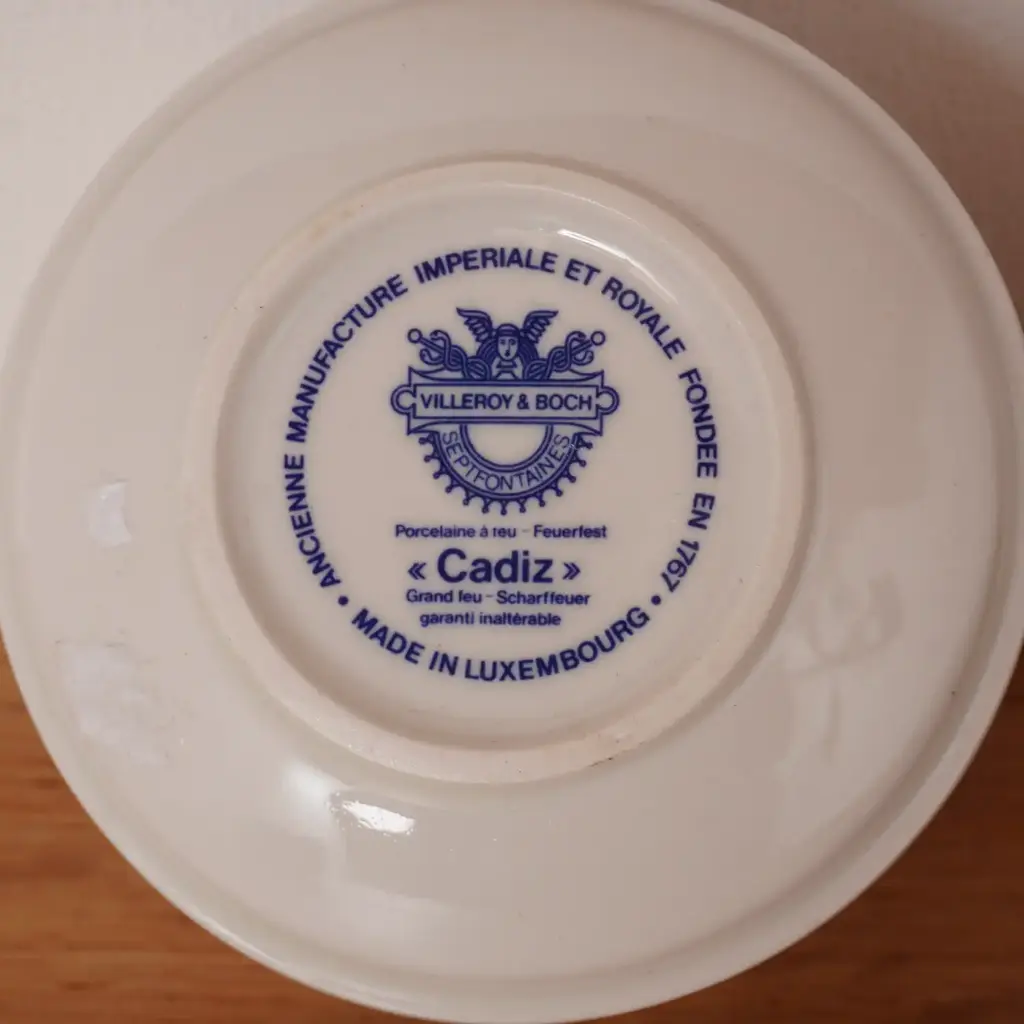 ANCIENNE MANUFACTURE IMPERIALE ET ROYALE FONDEE EN 1767
VILLEROY & BOCH
SEPTFONTAINES
Porcelaine à feu - Feuerfest
« Cadiz »
Grand feu - Scharffeuer
garanti inaltérable
• MADE IN LUXEMBOURG •